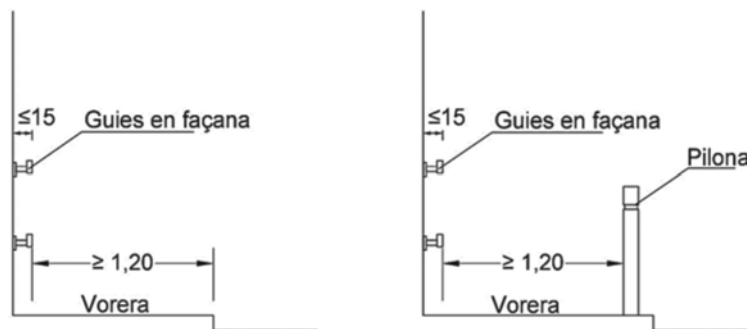 ≤15
Guies en façana
≥ 1,20
Vorera
≤15
Guies en façana
Pilona
≥ 1,20
Vorera